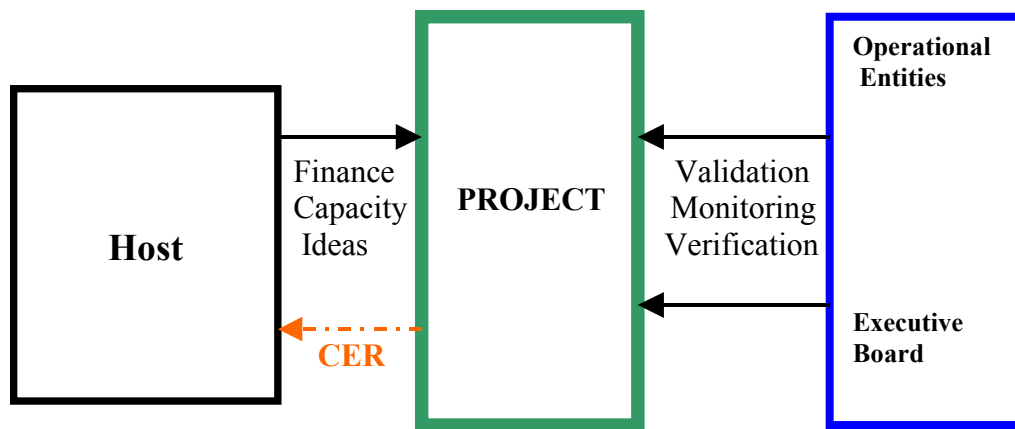 Host
Finance
Capacity
Ideas
CER
PROJECT
Validation
Monitoring
Verification
Operational
Entities
Executive
Board